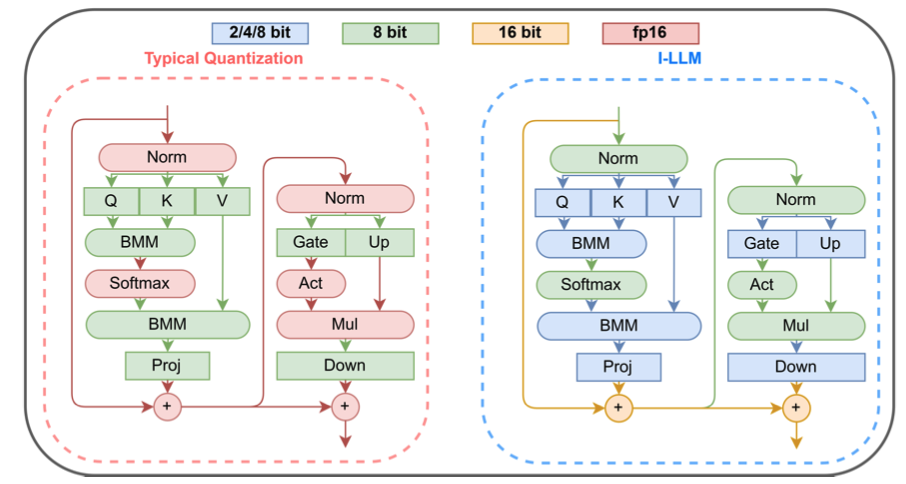 2/4/8 bit
8 bit
16 bit
fp16
Typical Quantization
Norm
Q K V
BMM
Softmax
BMM
Proj
+
Norm
Gate Up
Act
Mul
Down
+
I-LLM
Norm
Q K V
BMM
Softmax
BMM
Proj
+
Norm
Gate Up
Act
Mul
Down
+